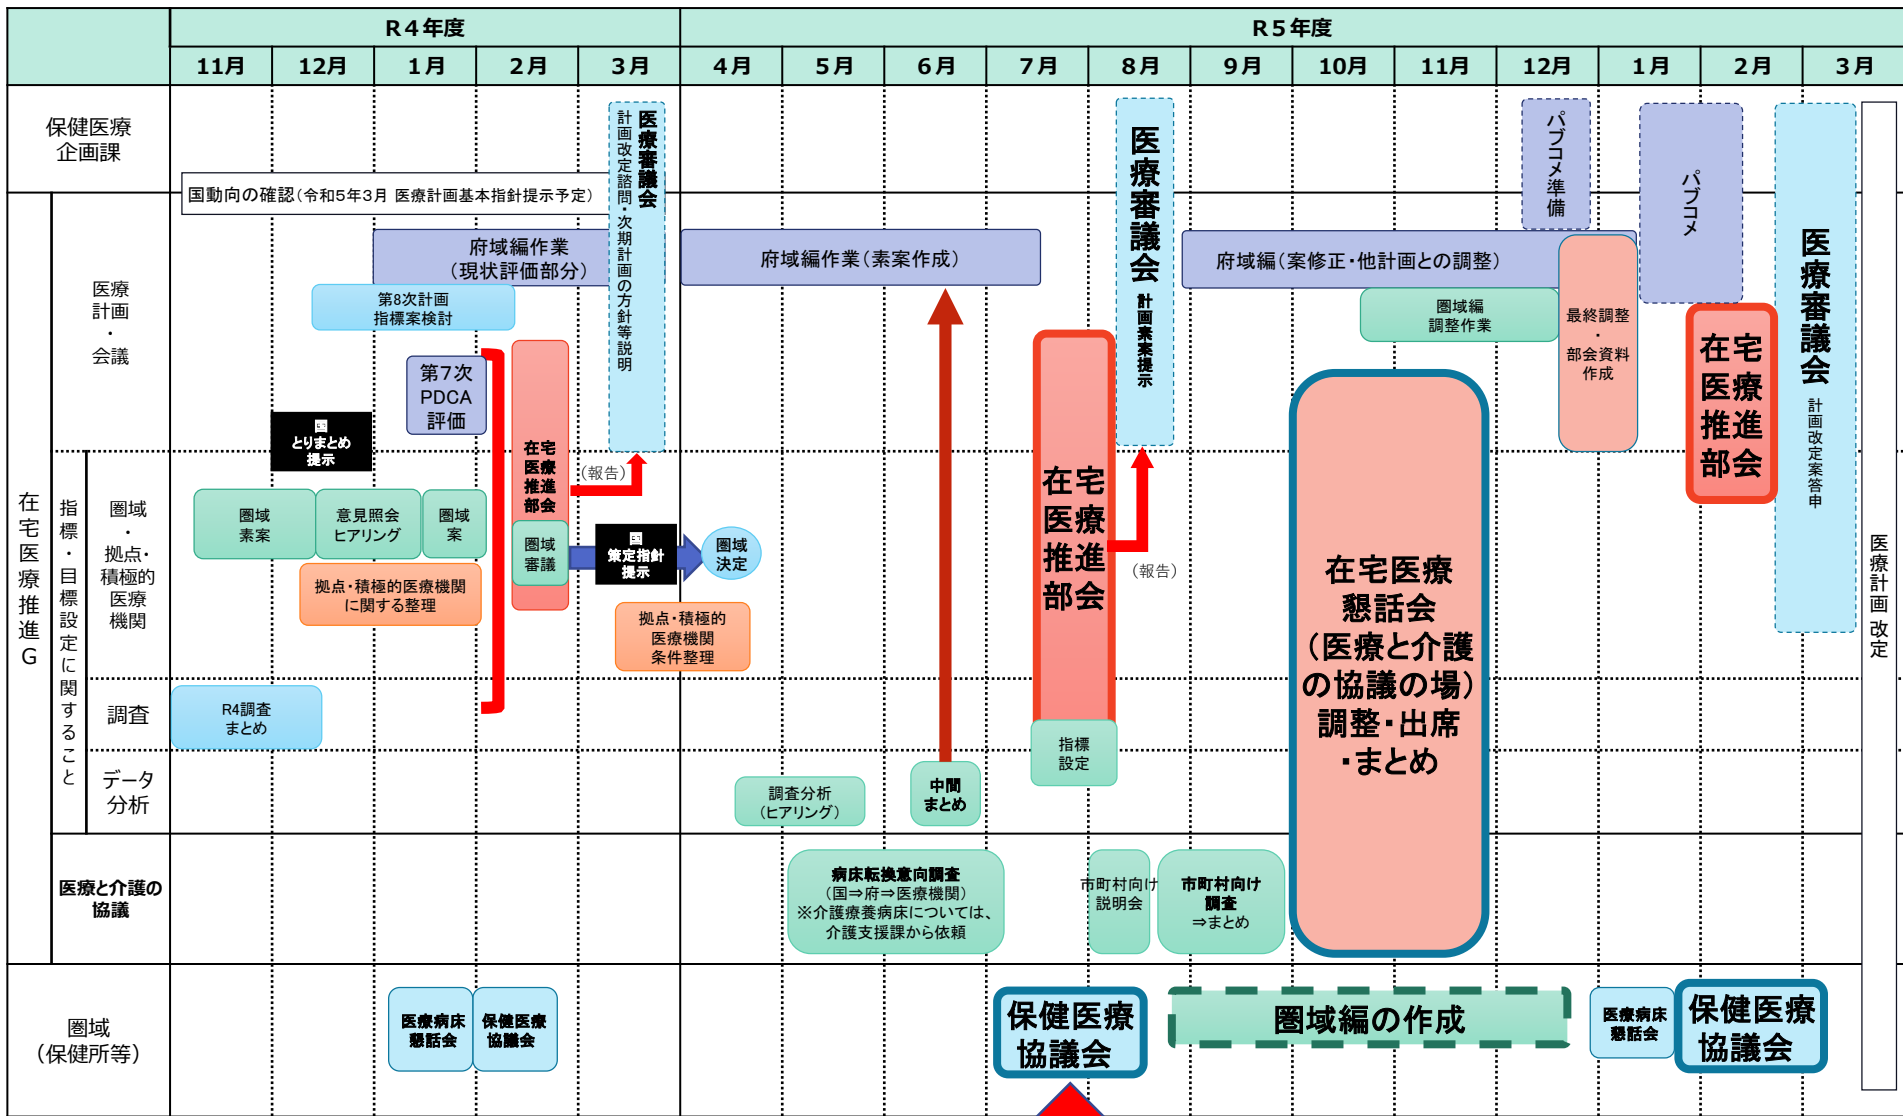 R4年度
R5年度
11月
12月
1月
2月
3月
4月
5月
6月
7月
8月
9月
10月
11月
12月
1月
2月
3月
保健医療
企画課
国動向の確認(令和5年3月 医療計画基本指針提示予定)
医療審議会
計画改定諮問・次期計画の方針等説明
医療審議会 計画素案提示
パブコメ準備
パブコメ
医療審議会 計画改定案答申
医療計画改定
在宅医療推進G
医療
計画
・
会議
府域編作業
(現状評価部分)
府域編作業(素案作成)
府域編(案修正・他計画との調整)
第8次計画
指標案検討
圏域編
調整作業
最終調整
・
部会資料
作成
第7次
PDCA
評価
在宅
医療
推進
部会
在宅
医療
推進
部会
在宅
医療
推進
部会
国
とりまとめ
提示
(報告)
(報告)
指標・目標設定に関すること
圏域
・
拠点・
積極的
医療
機関
圏域
素案
意見照会
ヒアリング
圏域
案
圏域
審議
国
策定指針
提示
圏域
決定
拠点・積極的医療機関
に関する整理
拠点・積極的
医療機関
条件整理
在宅医療
懇話会
(医療と介護
の協議の場)
調整・出席
・まとめ
調査
R4調査
まとめ
指標
設定
データ
分析
調査分析
(ヒアリング)
中間
まとめ
医療と介護の
協議
病床転換意向調査
(国⇒府⇒医療機関)
※介護療養病床については、
介護支援課から依頼
市町村向け
説明会
市町村向け
調査
⇒まとめ
圏域
(保健所等)
医療病床
懇話会
保健医療
協議会
保健医療
協議会
圏域編の作成
医療病床
懇話会
保健医療
協議会